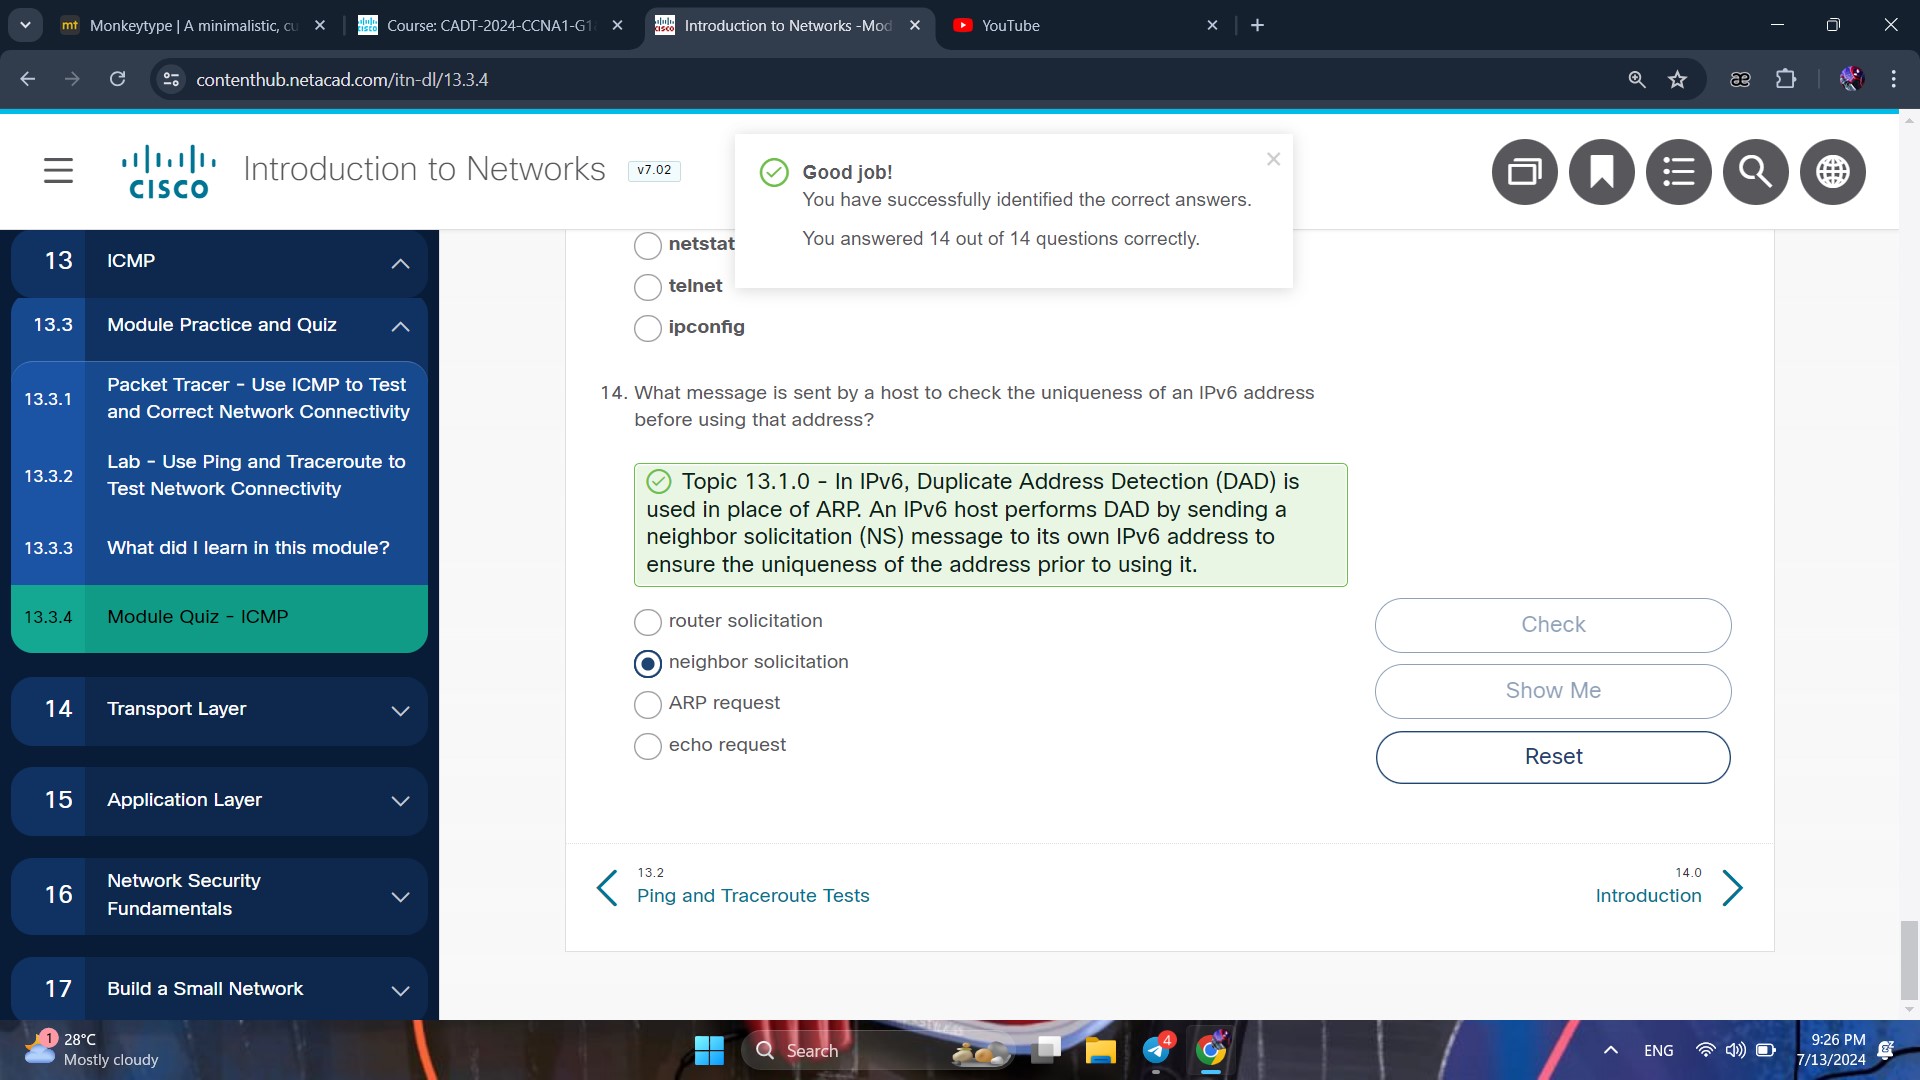 mt Monkeytype | A minimalistic, cu
Course: CADT-2024-CCNA1-G1
Introduction to Networks -Mod
YouTube
contenthub.netacad.com/itn-dl/13.3.4
æ
CISCO
Introduction to Networks
v7.02
Good job!
You have successfully identified the correct answers.
You answered 14 out of 14 questions correctly.
13 ICMP
13.3 Module Practice and Quiz
13.3.1 Packet Tracer - Use ICMP to Test
and Correct Network Connectivity
13.3.2 Lab - Use Ping and Traceroute to
Test Network Connectivity
13.3.3 What did I learn in this module?
13.3.4 Module Quiz - ICMP
14 Transport Layer
15 Application Layer
16 Network Security
Fundamentals
17 Build a Small Network
netstat
telnet
ipconfig
14. What message is sent by a host to check the uniqueness of an IPv6 address
before using that address?
Topic 13.1.0 - In IPv6, Duplicate Address Detection (DAD) is
used in place of ARP. An IPv6 host performs DAD by sending a
neighbor solicitation (NS) message to its own IPv6 address to
ensure the uniqueness of the address prior to using it.
router solicitation
neighbor solicitation
ARP request
echo request
Check
Show Me
Reset
13.2
Ping and Traceroute Tests
14.0
Introduction
1
28°C
Mostly cloudy
Search
4
ENG
9:26 PM
7/13/2024